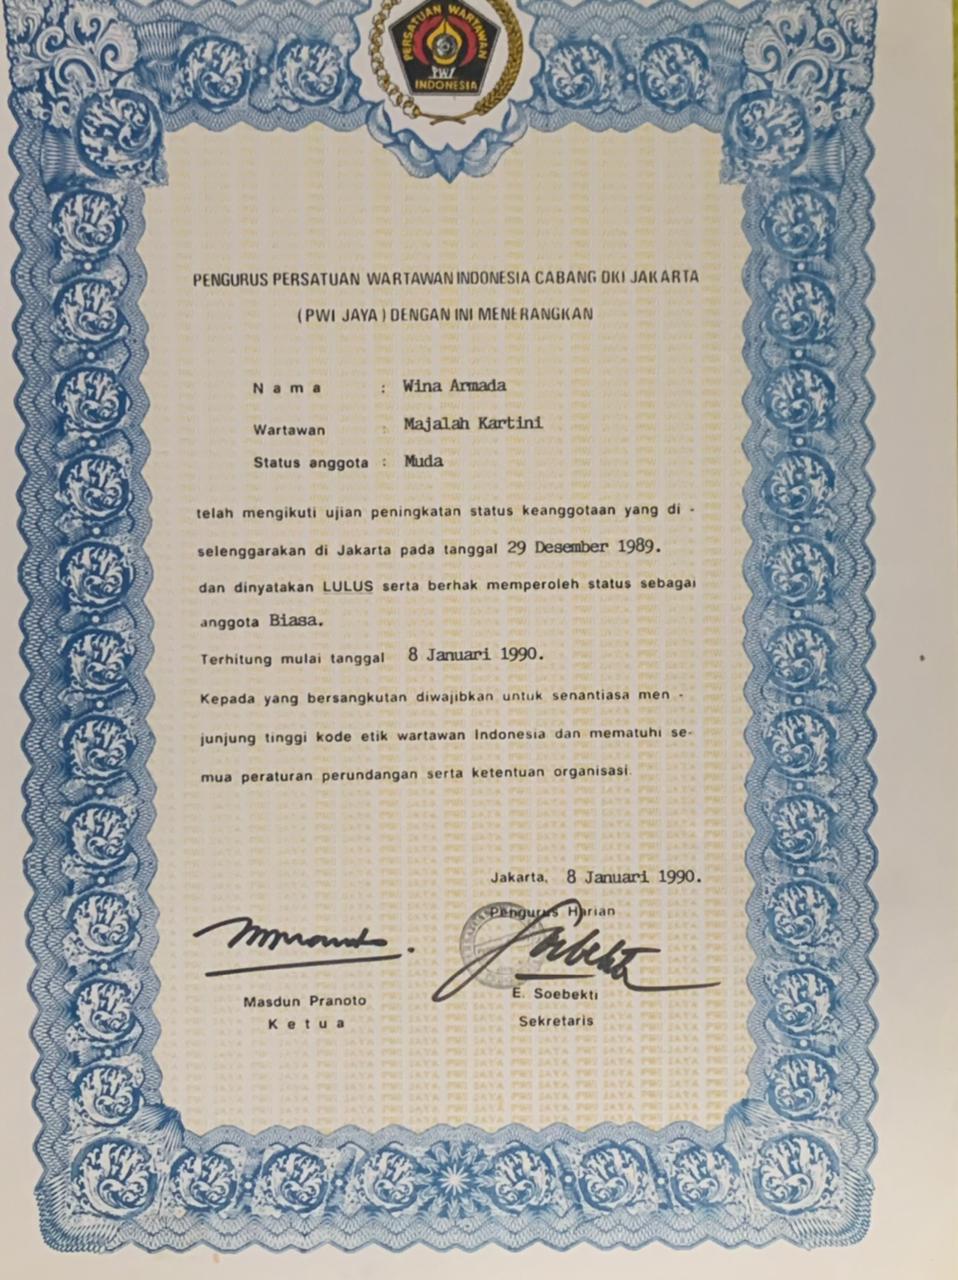 PERSATUAN WARTAWAN
PWI
INDONESIA
PENGURUS PERSATUAN WARTAWAN INDONESIA CABANG DKI JAKARTA
(PWI JAYA) DENGAN INI MENERANGKAN
N a m a : Wina Armada
Wartawan : Majalah Kartini
Status anggota : Muda
telah mengikuti ujian peningkatan status keanggotaan yang di -
selenggarakan di Jakarta pada tanggal 29 Desember 1989.
dan dinyatakan LULUS serta berhak memperoleh status sebagai
anggota Biasa.
Terhitung mulai tanggal 8 Januari 1990.
Kepada yang bersangkutan diwajibkan untuk senantiasa men -
junjung tinggi kode etik wartawan Indonesia dan mematuhi se-
mua peraturan perundangan serta ketentuan organisasi.
Jakarta, 8 Januari 1990.
Pengurus Harian
Masdun Pranoto
K e t u a
E. Soebekti
Sekretaris